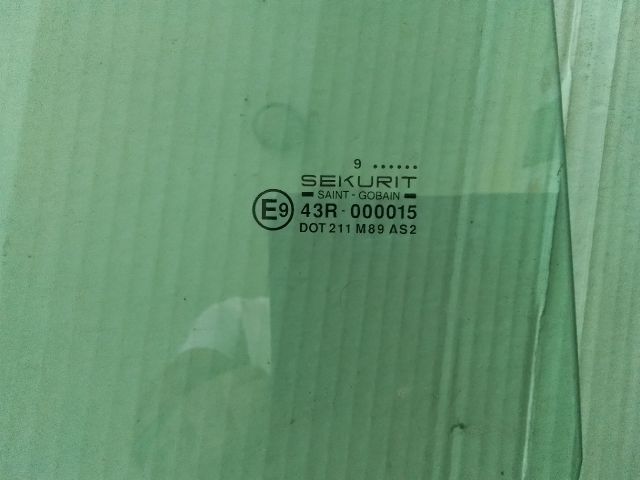 9 ......
SEKURIT
SAINT - GOBAIN
E9 43R - 000015
DOT 211 M89 AS2